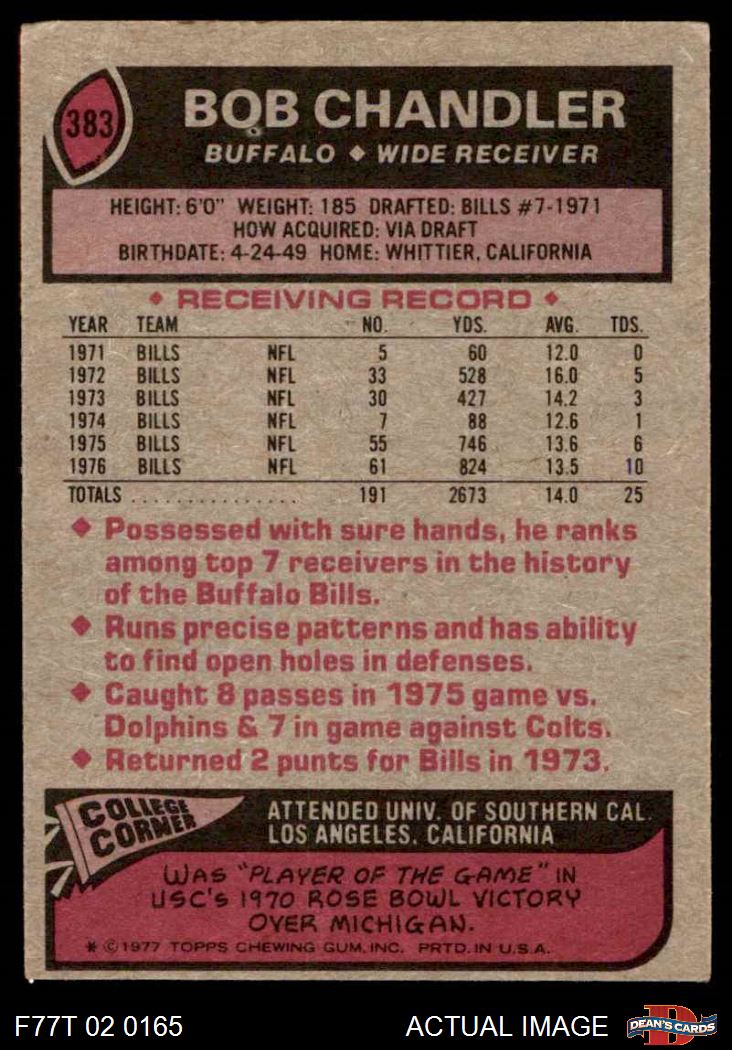 383
BOB CHANDLER
BUFFALO ◆ WIDE RECEIVER
HEIGHT: 6'0" WEIGHT: 185 DRAFTED: BILLS #7-1971
HOW ACQUIRED: VIA DRAFT
BIRTHDATE: 4-24-49 HOME: WHITTIER, CALIFORNIA
◆ RECEIVING RECORD ◆
YEAR TEAM NO. YDS. AVG. TDS.
1971 BILLS NFL 5 60 12.0 0
1972 BILLS NFL 33 528 16.0 5
1973 BILLS NFL 30 427 14.2 3
1974 BILLS NFL 7 88 12.6 1
1975 BILLS NFL 55 746 13.6 6
1976 BILLS NFL 61 824 13.5 10
TOTALS ................ 191 2673 14.0 25
◆ Possessed with sure hands, he ranks
among top 7 receivers in the history
of the Buffalo Bills.
◆ Runs precise patterns and has ability
to find open holes in defenses.
◆ Caught 8 passes in 1975 game vs.
Dolphins & 7 in game against Colts.
◆ Returned 2 punts for Bills in 1973.
COLLEGE
CORNER
ATTENDED UNIV. OF SOUTHERN CAL.
LOS ANGELES, CALIFORNIA
WAS "PLAYER OF THE GAME" IN
USC'S 1970 ROSE BOWL VICTORY
OVER MICHIGAN.
* ©1977 TOPPS CHEWING GUM, INC. PRTD. IN U.S.A.
F77T 02 0165 ACTUAL IMAGE
D
DEAN'S CARDS